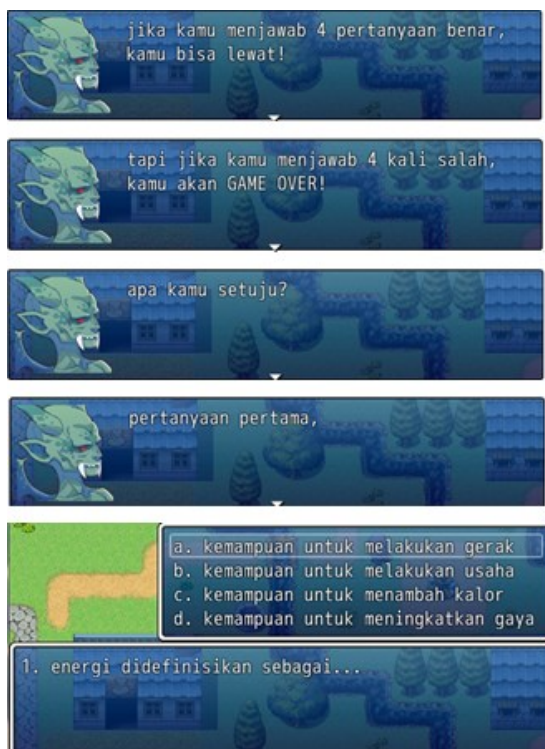 jika kamu menjawab 4 pertanyaan benar,
kamu bisa lewat!
tapi jika kamu menjawab 4 kali salah,
kamu akan GAME OVER!
apa kamu setuju?
pertanyaan pertama,
a. kemampuan untuk melakukan gerak
b. kemampuan untuk melakukan usaha
c. kemampuan untuk menambah kalor
d. kemampuan untuk meningkatkan gaya
1. energi didefinisikan sebagai...